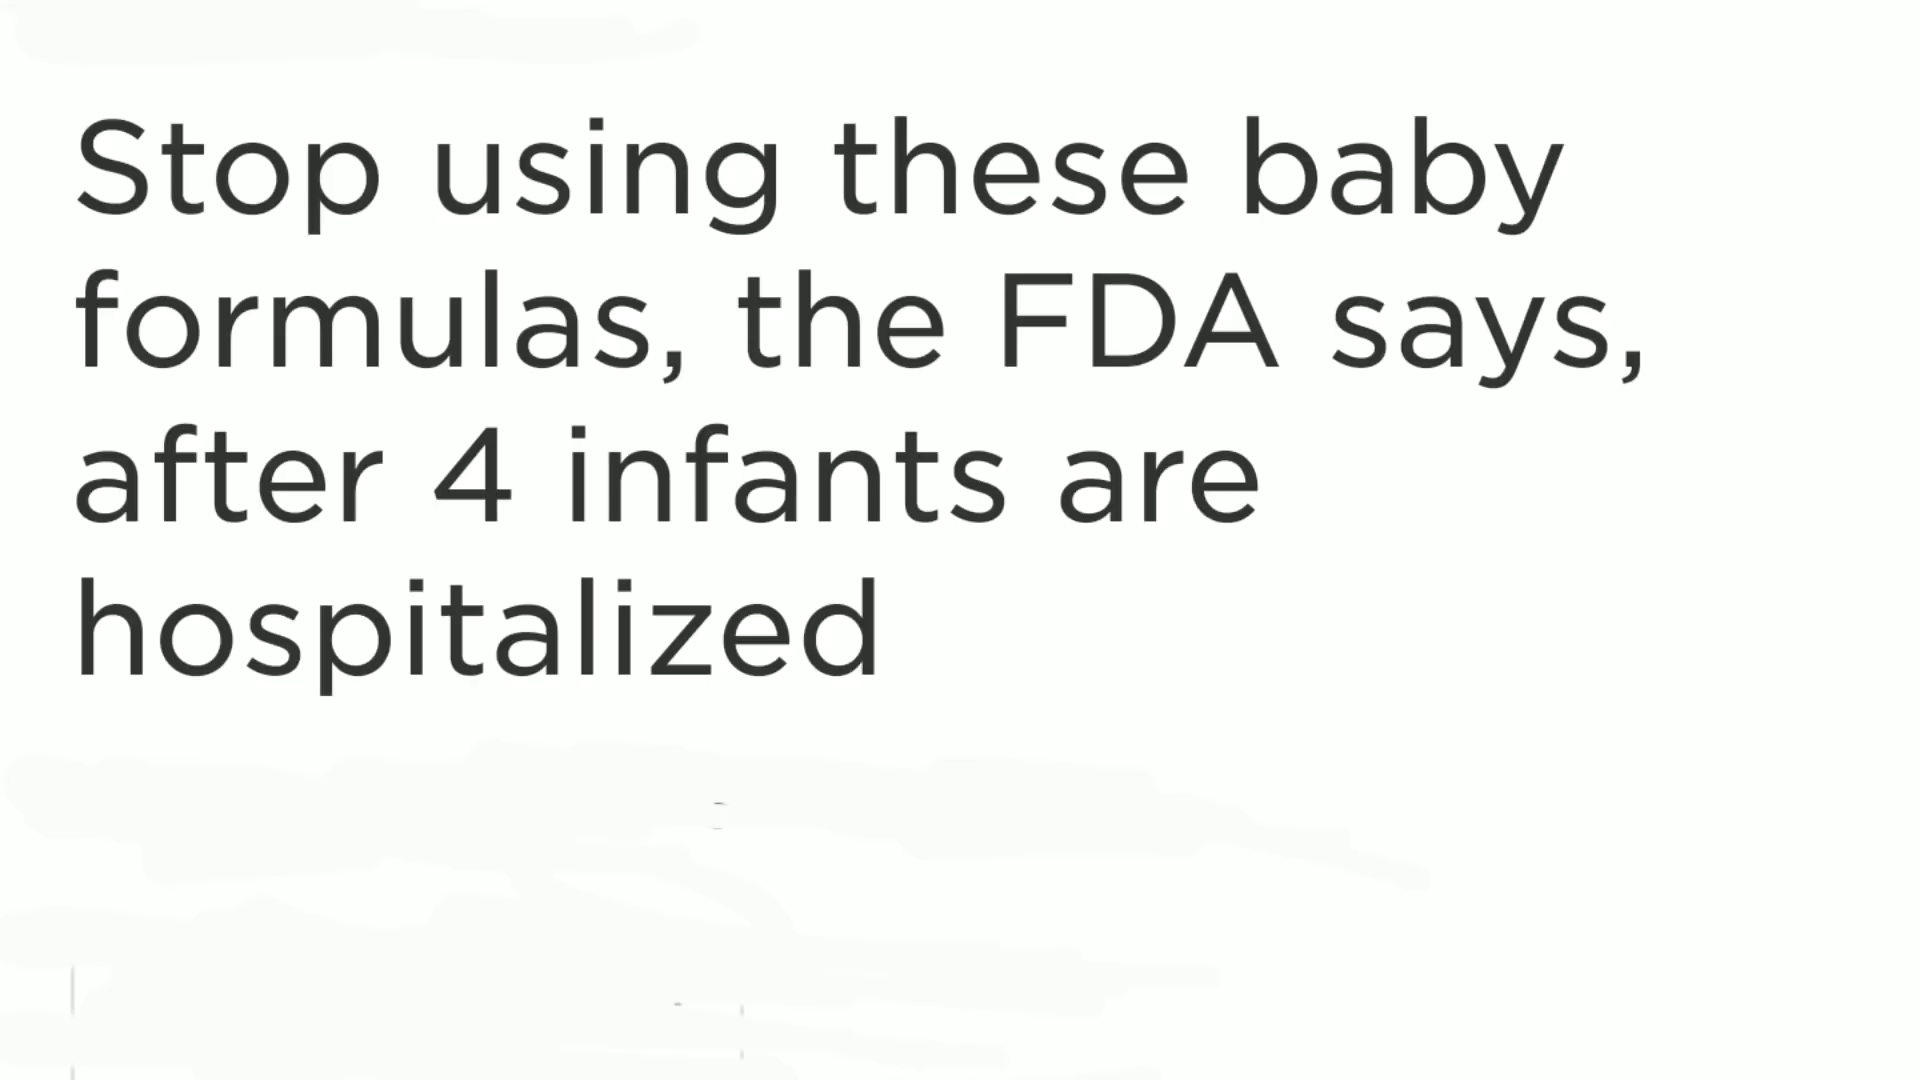 Stop using these baby
formulas, the FDA says,
after 4 infants are
hospitalized